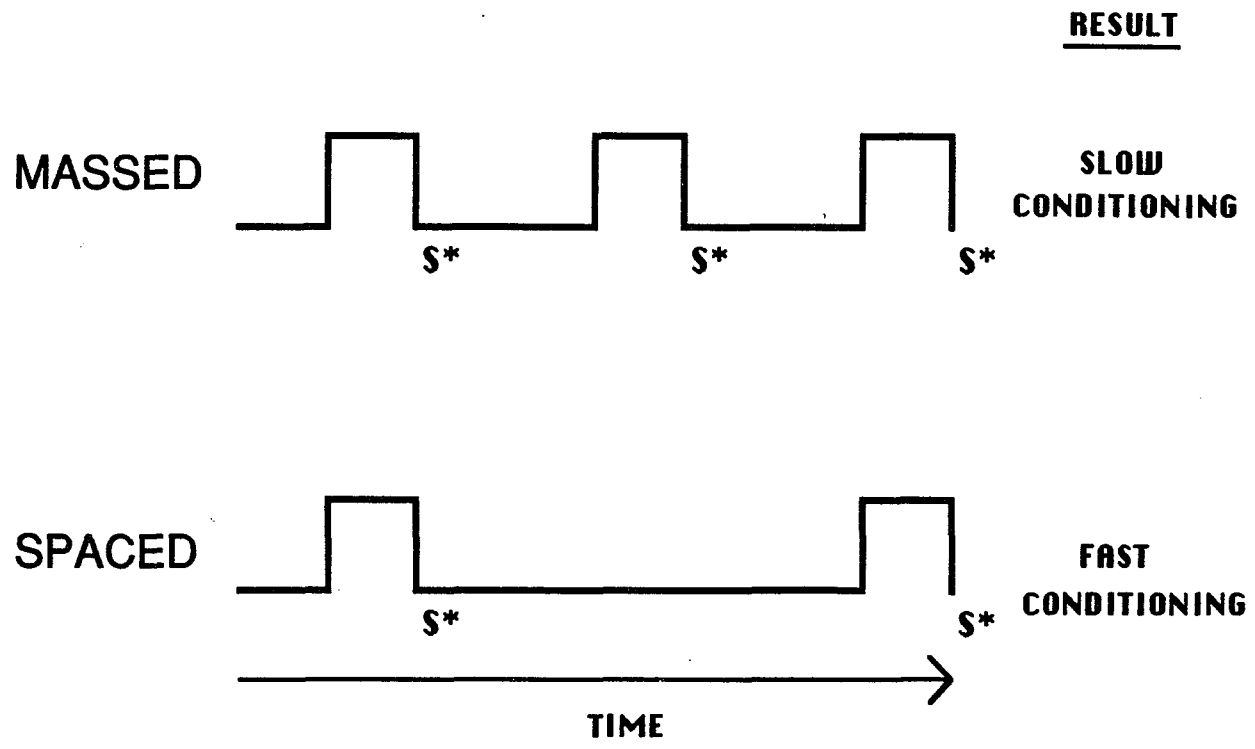 RESULT
MASSED
SLOW
CONDITIONING
S*
S*
S*
SPACED
FAST
CONDITIONING
S*
S*
TIME